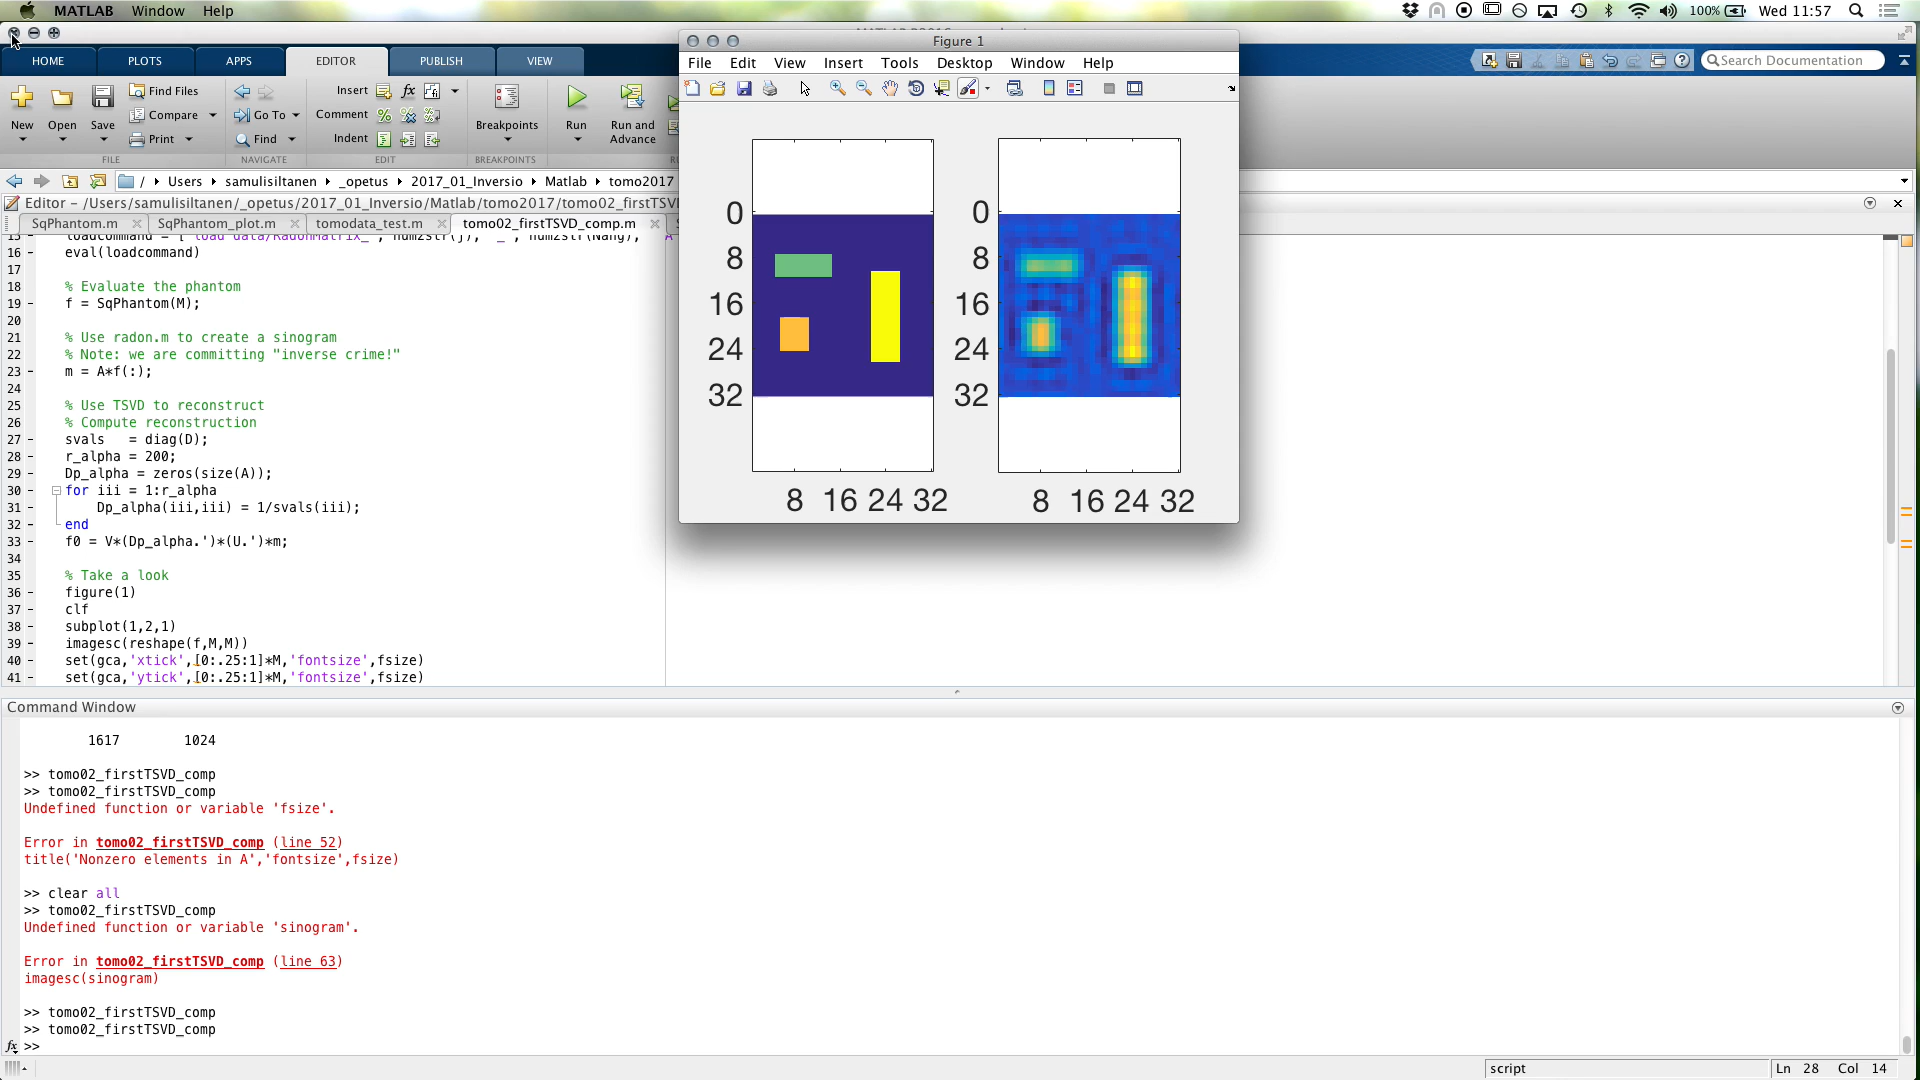 MATLAB Window Help
100% Wed 11:57
HOME PLOTS APPS EDITOR PUBLISH VIEW
Search Documentation
New Open Save
Find Files
Compare
Print
Go To
Find
Insert
Comment
Indent
fx
Breakpoints
Run
Run and
Advance
FILE NAVIGATE EDIT BREAKPOINTS
/ Users samulisiltanen _opetus 2017_01_Inversio Matlab tomo2017
Editor - /Users/samulisiltanen/_opetus/2017_01_Inversio/Matlab/tomo2017/tomo02_firstTSV
SqPhantom.m SqPhantom_plot.m tomodata_test.m tomo02_firstTSVD_comp.m
15 - loadcommand = ['load data/RadonMatrix_', num2str(J), '_', num2str(Nang),
16 - eval(loadcommand)
17
18 % Evaluate the phantom
19 - f = SqPhantom(M);
20
21 % Use radon.m to create a sinogram
22 % Note: we are committing "inverse crime!"
23 - m = A*f(:);
24
25 % Use TSVD to reconstruct
26 % Compute reconstruction
27 - svals = diag(D);
28 - r_alpha = 200;
29 - Dp_alpha = zeros(size(A));
30 - for iii = 1:r_alpha
31 - Dp_alpha(iii,iii) = 1/svals(iii);
32 - end
33 - f0 = V*(Dp_alpha.')*(U.')*m;
34
35 % Take a look
36 - figure(1)
37 - clf
38 - subplot(1,2,1)
39 - imagesc(reshape(f,M,M))
40 - set(gca,'xtick',[0:.25:1]*M,'fontsize',fsize)
41 - set(gca,'ytick',[0:.25:1]*M,'fontsize',fsize)
Figure 1
File Edit View Insert Tools Desktop Window Help
0
8
16
24
32
8 16 24 32
0
8
16
24
32
8 16 24 32
Command Window
1617 1024
>> tomo02_firstTSVD_comp
>> tomo02_firstTSVD_comp
Undefined function or variable 'fsize'.
Error in tomo02_firstTSVD_comp (line 52)
title('Nonzero elements in A','fontsize',fsize)
>> clear all
>> tomo02_firstTSVD_comp
Undefined function or variable 'sinogram'.
Error in tomo02_firstTSVD_comp (line 63)
imagesc(sinogram)
>> tomo02_firstTSVD_comp
>> tomo02_firstTSVD_comp
fx >>
script Ln 28 Col 14